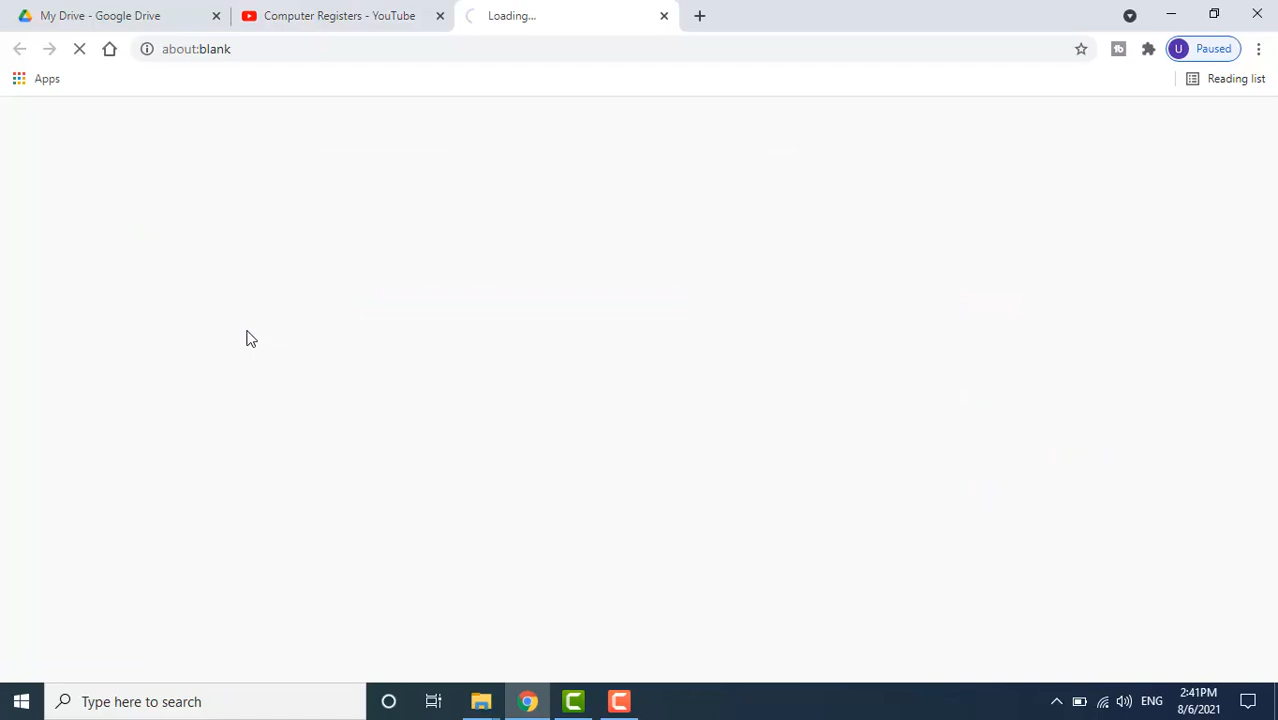 My Drive - Google Drive
Computer Registers - YouTube
Loading...
about:blank
U Paused
Apps
Reading list
Type here to search
ENG
2:41PM
8/6/2021